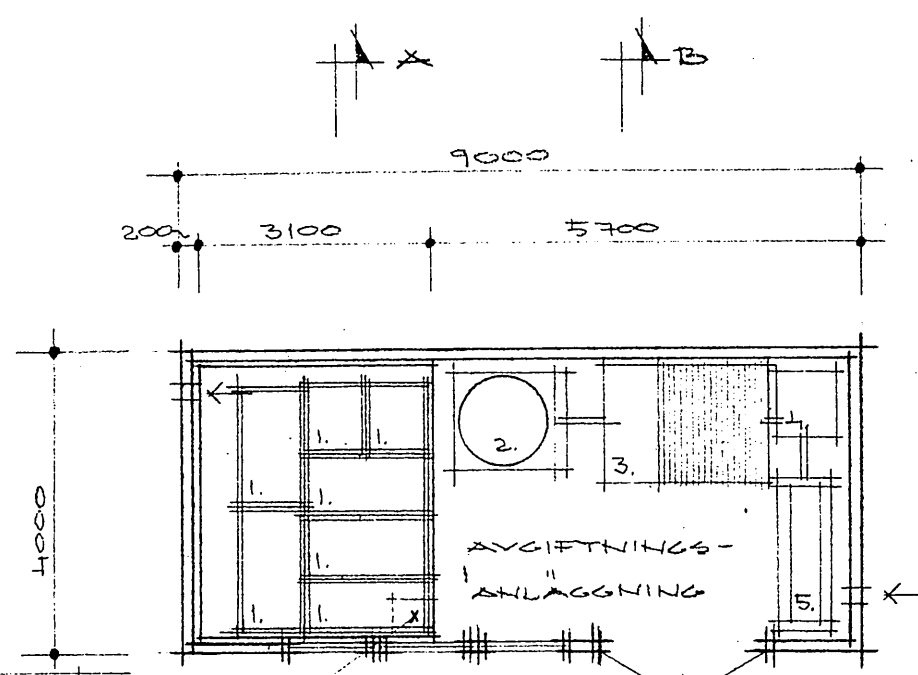 A B
9000
200 3100 5700
4000
1. 1. 2.
3. 4.
1. 1.
1.
AVGIFTNINGS-
ANLÄGGNING
1. 1. 5.